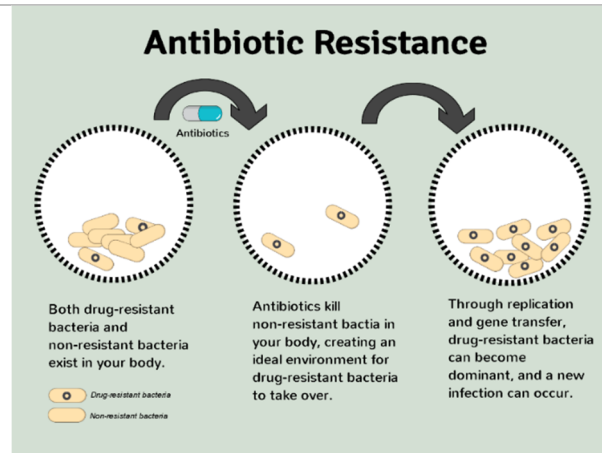 Antibiotic Resistance
Antibiotics
Both drug-resistant
bacteria and
non-resistant bacteria
exist in your body.
Drug-resistant bacteria
Non-resistant bacteria
Antibiotics kill
non-resistant bactia in
your body, creating an
ideal environment for
drug-resistant bacteria
to take over.
Through replication
and gene transfer,
drug-resistant bacteria
can become
dominant, and a new
infection can occur.